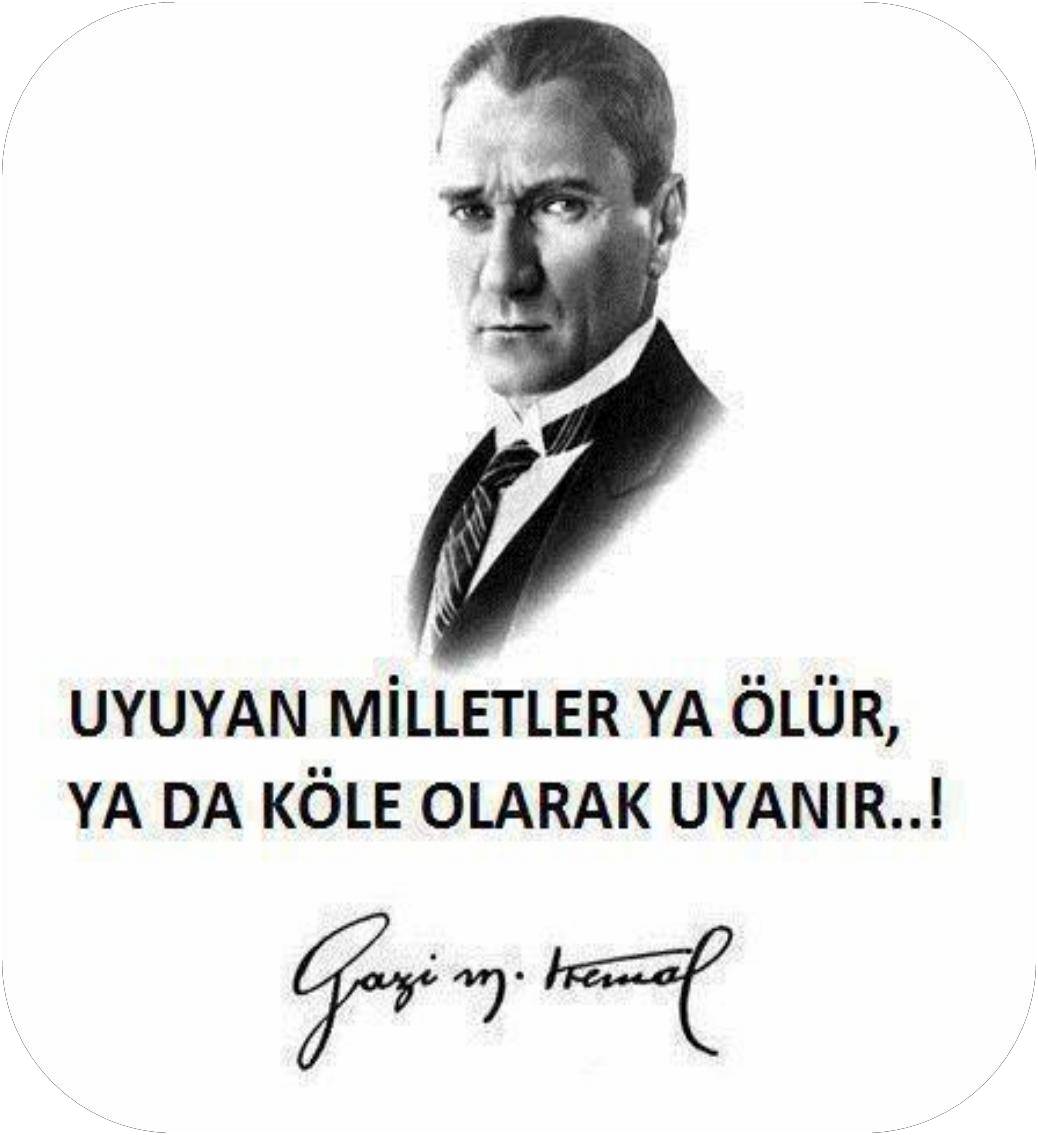 UYUYAN MİLLETLER YA ÖLÜR,
YA DA KÖLE OLARAK UYANIR..!
Gazi M. Kemal